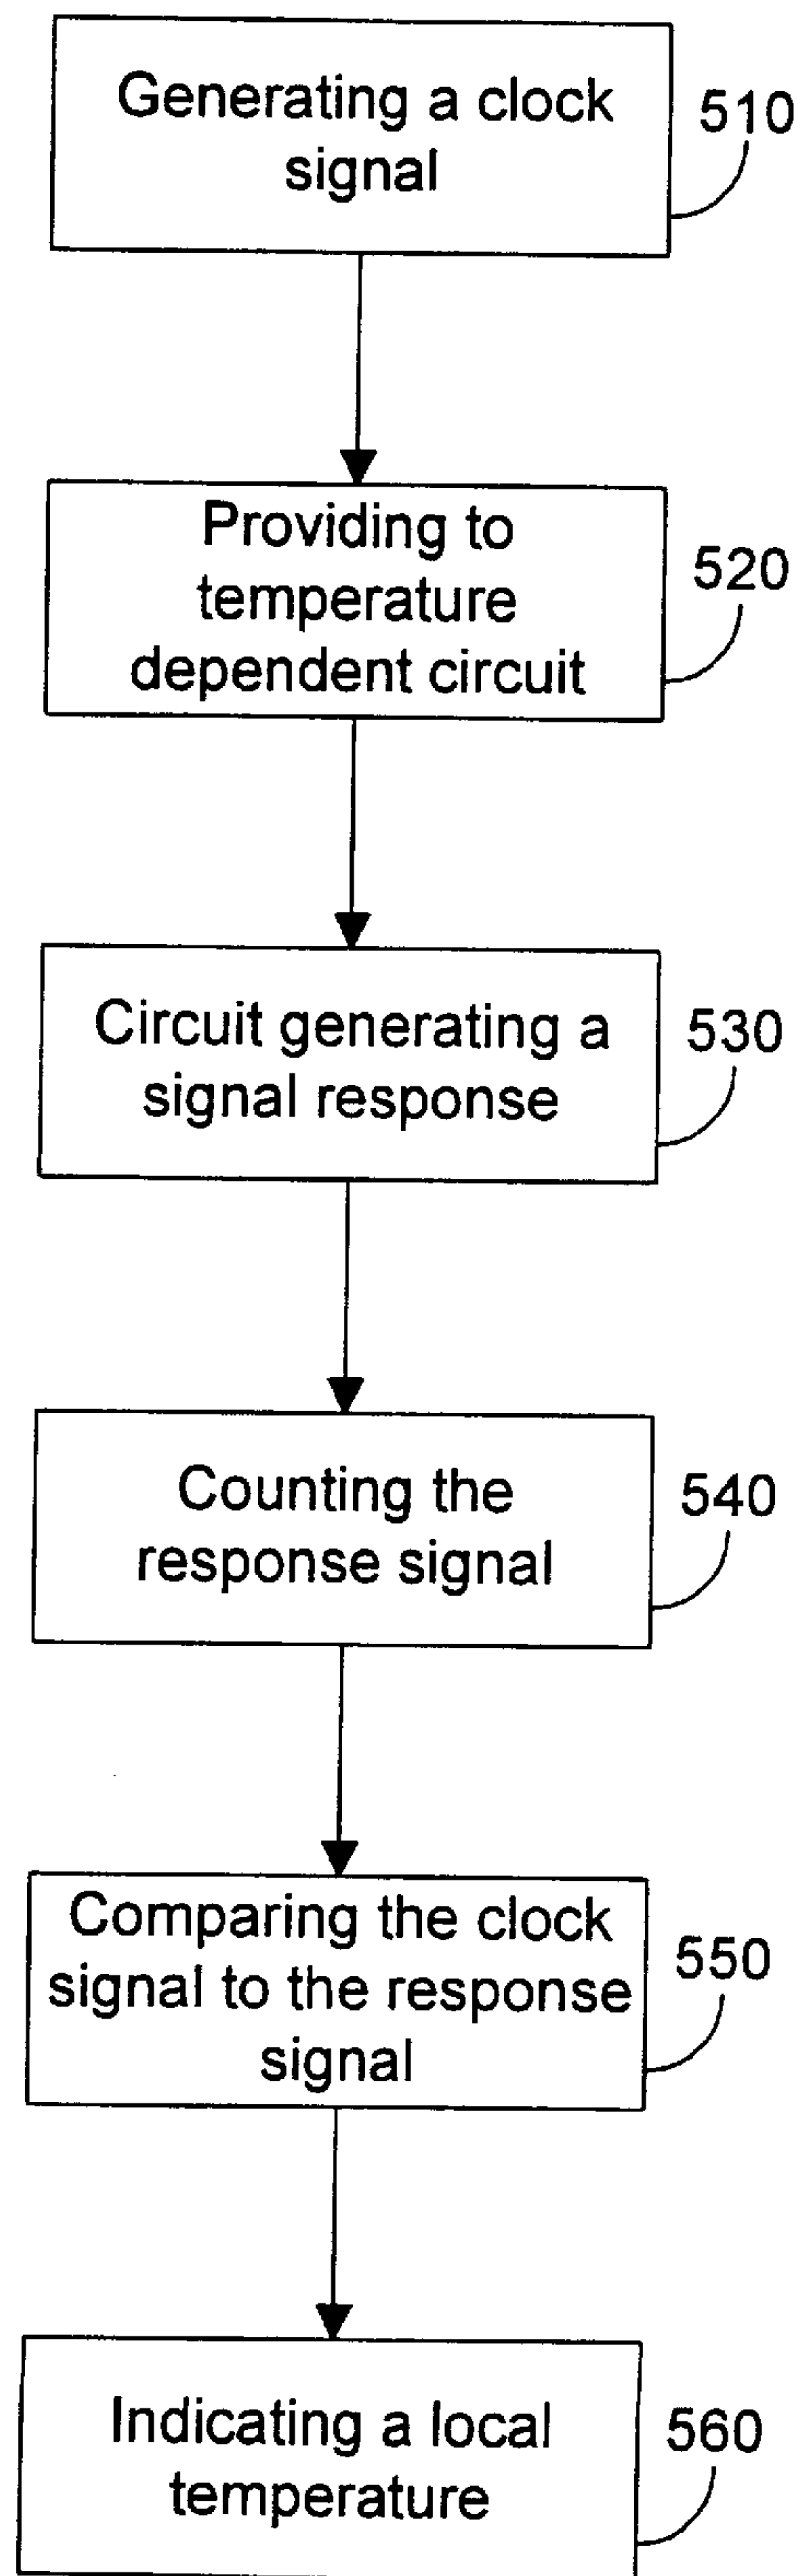 Generating a clock
signal
510
Providing to
temperature
dependent circuit
520
Circuit generating a
signal response
530
Counting the
response signal
540
Comparing the clock
signal to the response
signal
550
Indicating a local
temperature
560